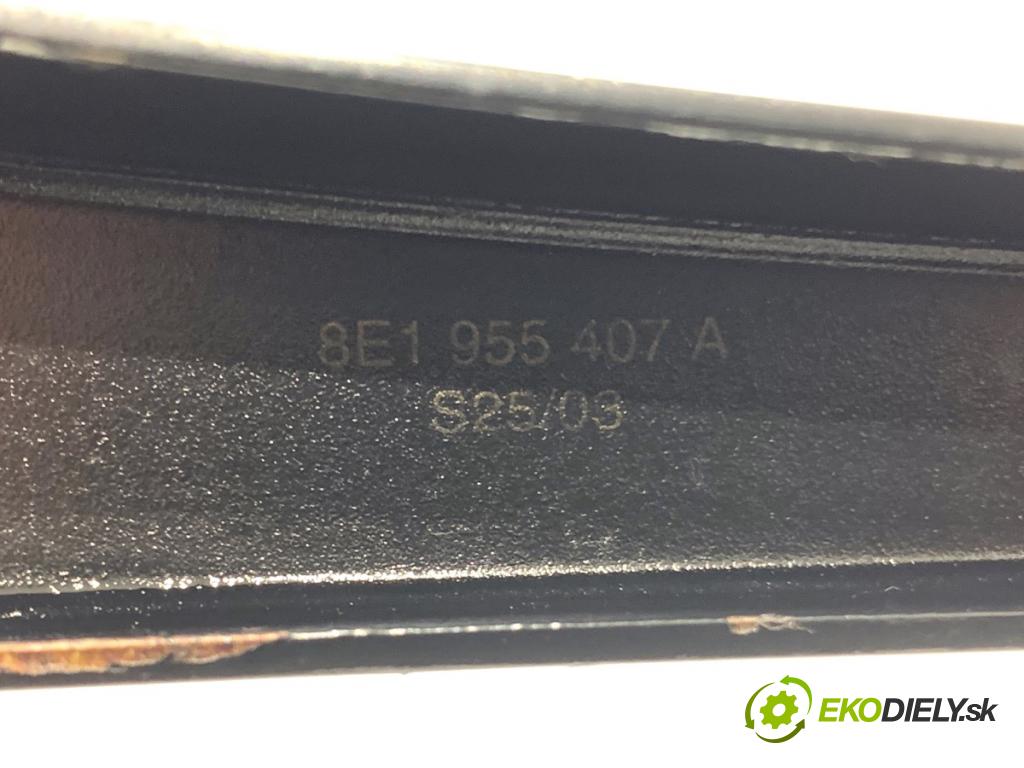 8E1 955 407 A
S25/03
EKODIELY.sk